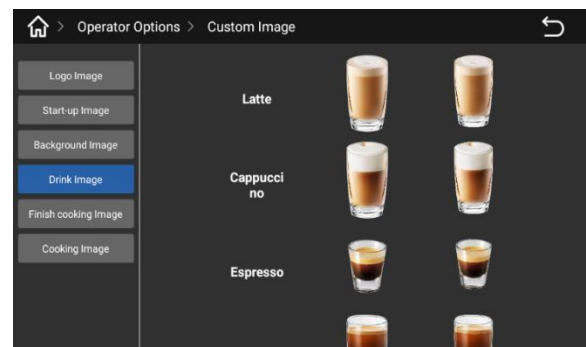 > Operator Options > Custom Image
Logo Image
Start-up Image
Background Image
Drink Image
Finish cooking Image
Cooking Image
Latte
Cappucci
no
Espresso